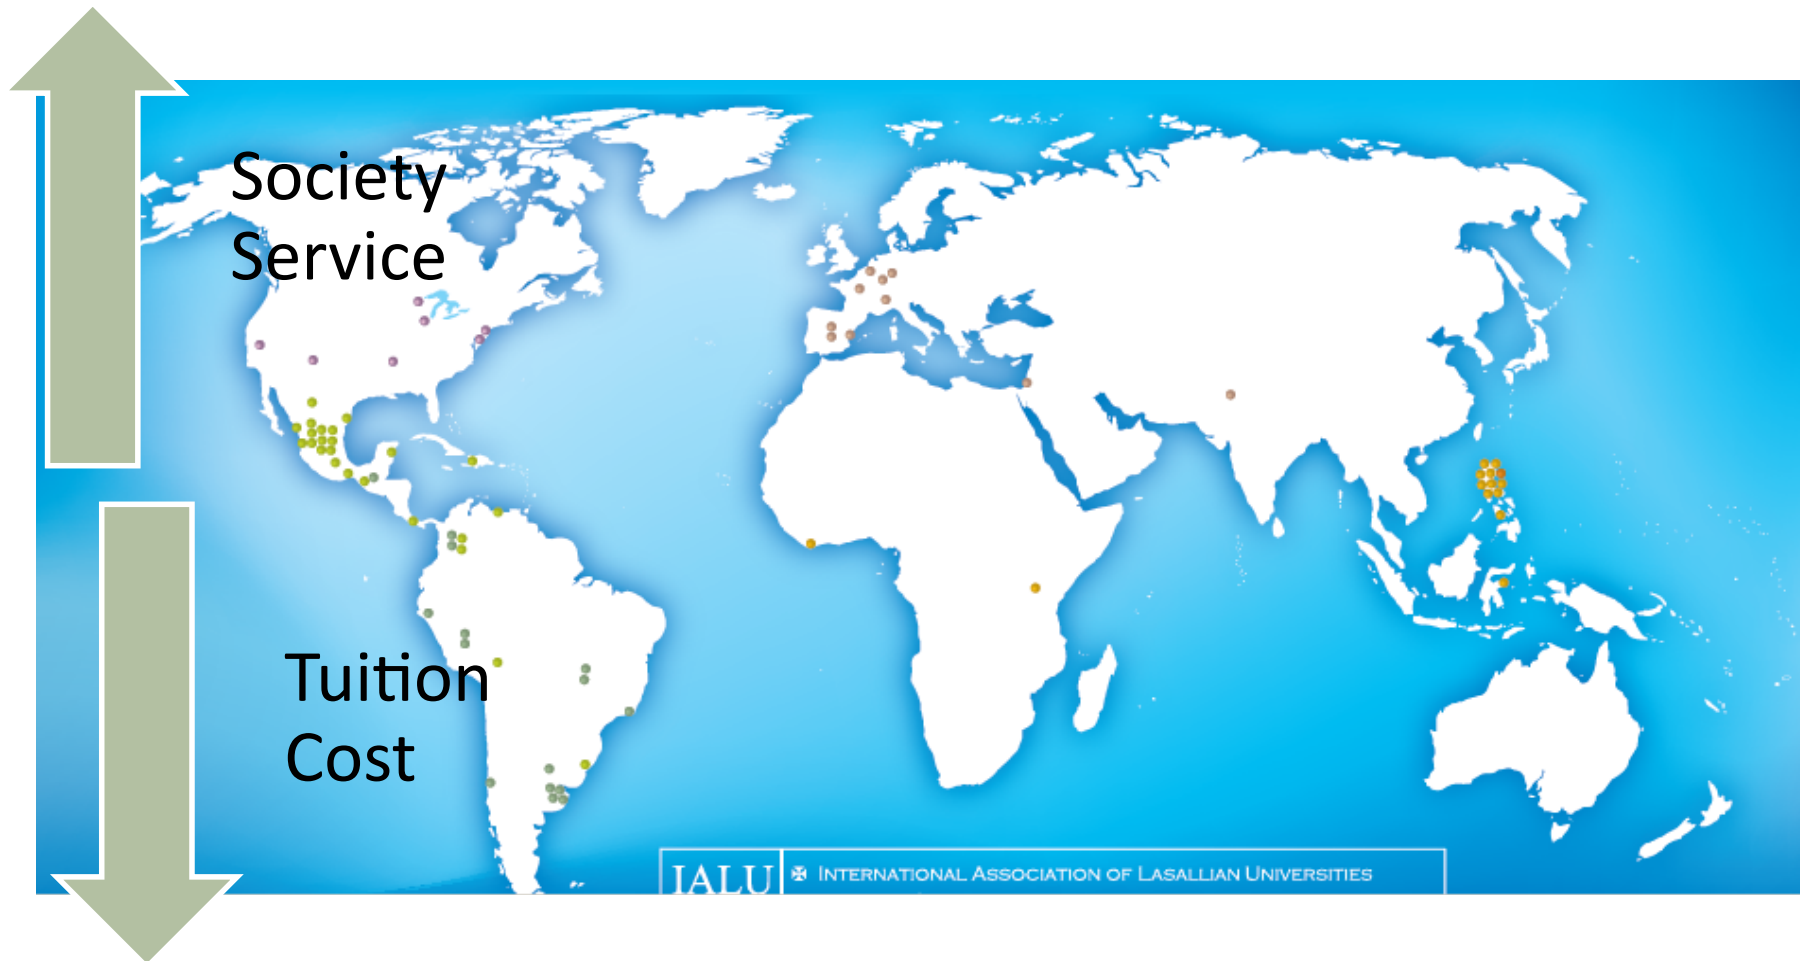 Society
Service
Tuition
Cost
IALU
INTERNATIONAL ASSOCIATION OF LASALLIAN UNIVERSITIES